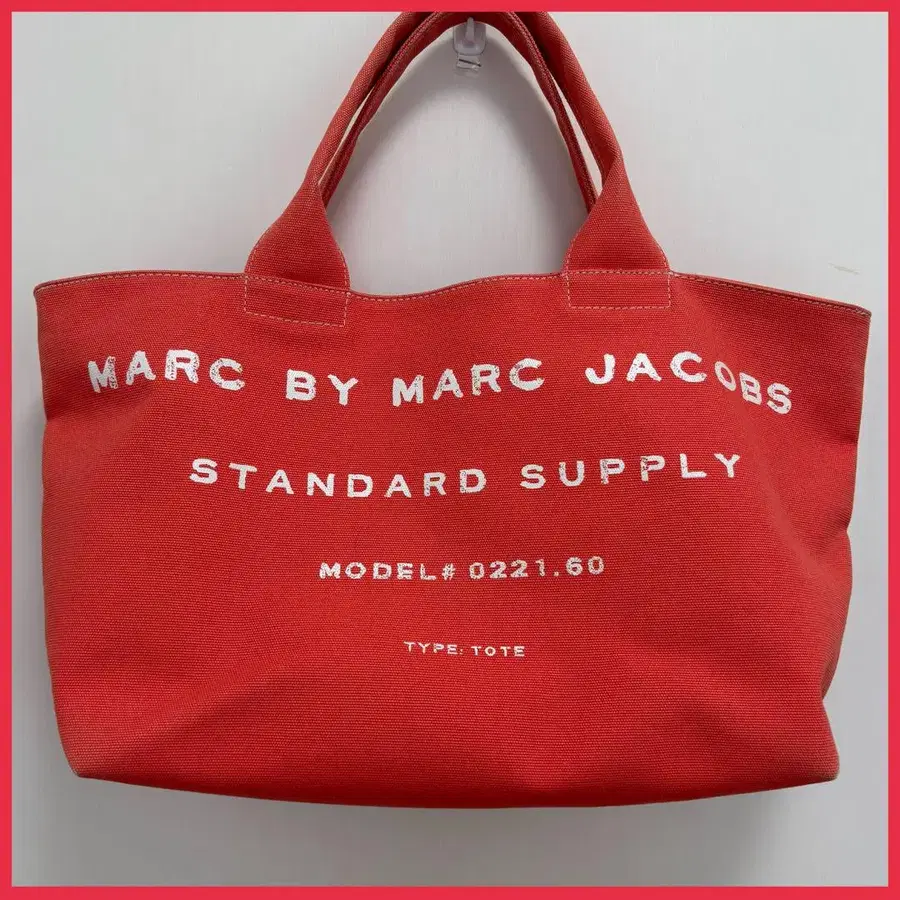 MARC BY MARC JACOBS
STANDARD SUPPLY
MODEL# 0221.60
TYPE: TOTE